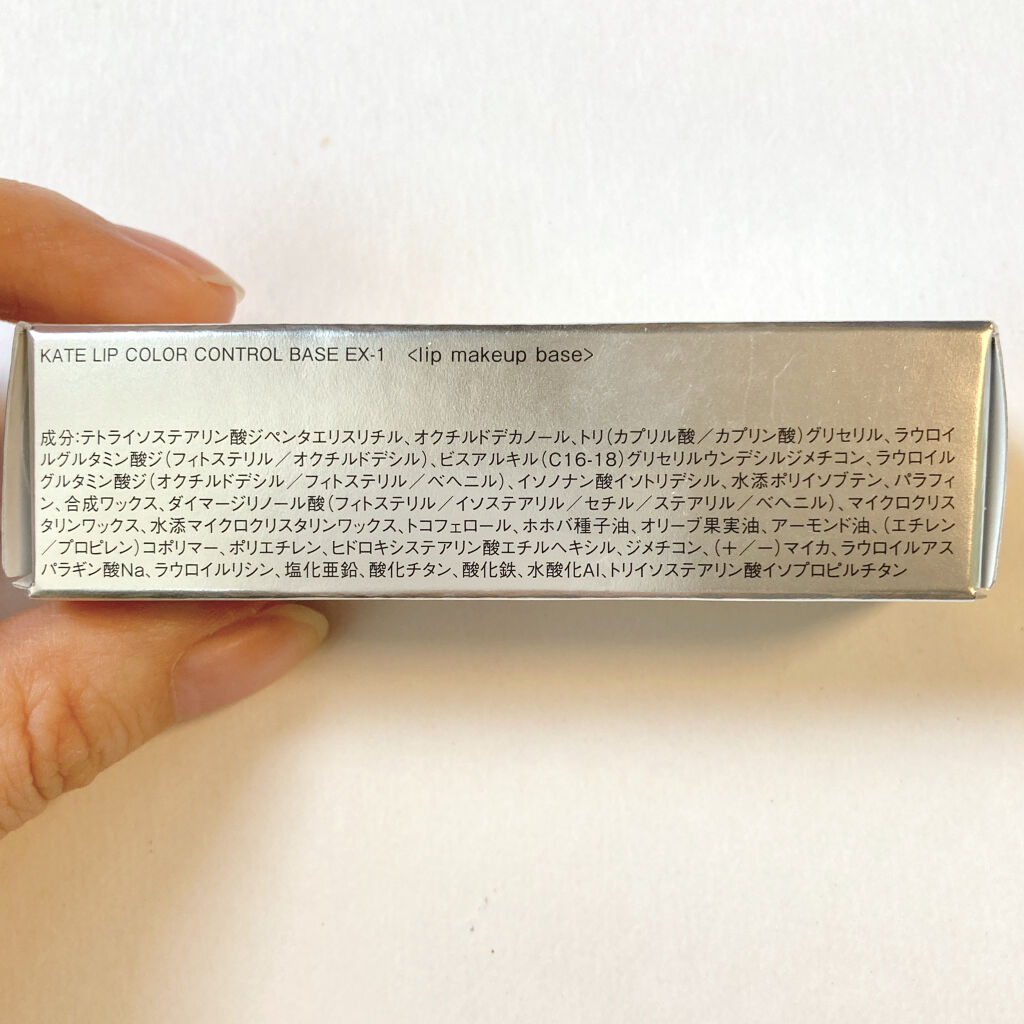 KATE LIP COLOR CONTROL BASE EX-1 <lip makeup base>
成分:テトライソステアリン酸ジペンタエリスリチル、オクチルドデカノール、トリ(カプリル酸/カプリン酸)グリセリル、ラウロイ
ルグルタミン酸ジ(フィトステリル/オクチルドデシル)、ビスアルキル(C16-18)グリセリルウンデシルジメチコン、ラウロイル
グルタミン酸ジ(オクチルドデシル/フィトステリル/ベヘニル)、イソノナン酸イソトリデシル、水添ポリイソブテン、パラフィ
ン、合成ワックス、ダイマージリノール酸(フィトステリル/イソステアリル/セチル/ステアリル/ベヘニル)、マイクロクリス
タリンワックス、水添マイクロクリスタリンワックス、トコフェロール、ホホバ種子油、オリーブ果実油、アーモンド油、(エチレン
/プロピレン)コポリマー、ポリエチレン、ヒドロキシステアリン酸エチルヘキシル、ジメチコン、(+/-)マイカ、ラウロイルアス
パラギン酸Na、ラウロイルリシン、塩化亜鉛、酸化チタン、酸化鉄、水酸化Al、トリイソステアリン酸イソプロピルチタン